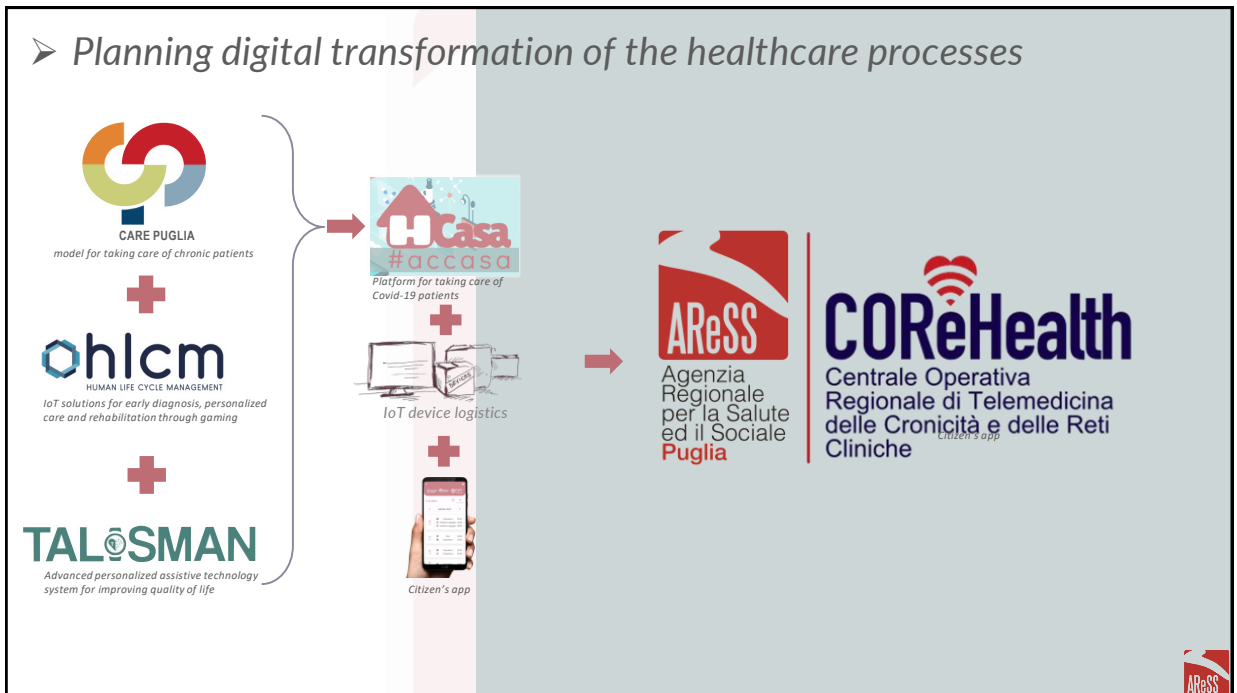 ➢ Planning digital transformation of the healthcare processes
CARE PUGLIA
model for taking care of chronic patients
ohlcm
HUMAN LIFE CYCLE MANAGEMENT
IoT solutions for early diagnosis, personalized
care and rehabilitation through gaming
TALISMAN
Advanced personalized assistive technology
system for improving quality of life
HCasa
#accasa
Platform for taking care of
Covid-19 patients
DEVICES
IoT device logistics
Citizen's app
AReSS
Agenzia
Regionale
per la Salute
ed il Sociale
Puglia
COReHealth
Centrale Operativa
Regionale di Telemedicina
delle Cronicità e delle Reti
Cliniche
Citizen's app
AReSS